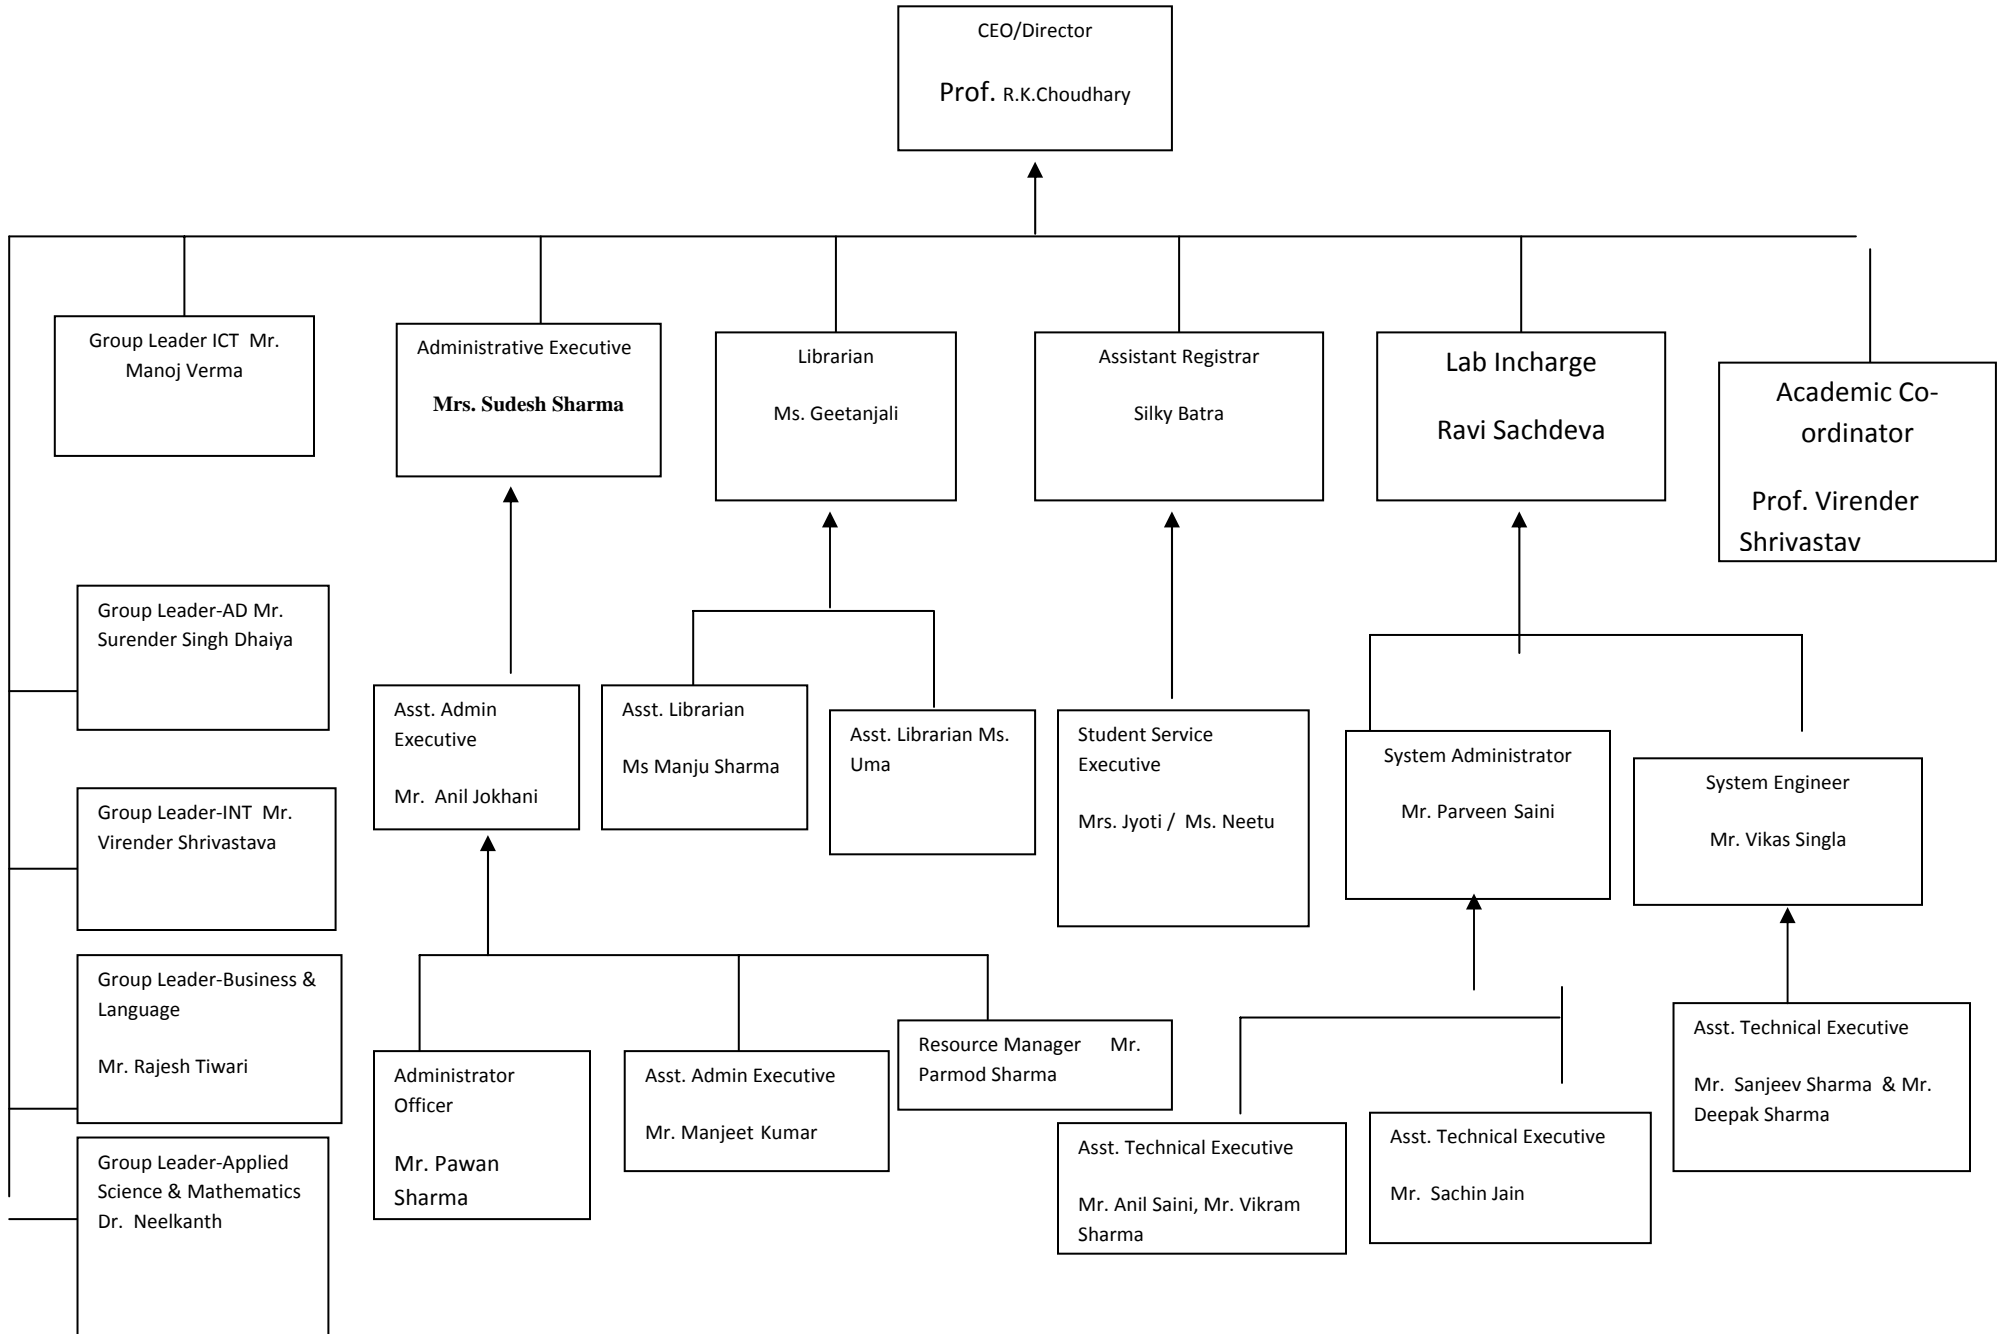 CEO/Director
Prof. R.K.Choudhary
Group Leader ICT Mr.
Manoj Verma
Administrative Executive
Mrs. Sudesh Sharma
Librarian
Ms. Geetanjali
Assistant Registrar
Silky Batra
Lab Incharge
Ravi Sachdeva
Academic Co-
ordinator
Prof. Virender
Shrivastav
Group Leader-AD Mr.
Surender Singh Dhaiya
Group Leader-INT Mr.
Virender Shrivastava
Group Leader-Business &
Language
Mr. Rajesh Tiwari
Group Leader-Applied
Science & Mathematics
Dr. Neelkanth
Asst. Admin
Executive
Mr. Anil Jokhani
Asst. Librarian
Ms Manju Sharma
Asst. Librarian Ms.
Uma
Student Service
Executive
Mrs. Jyoti / Ms. Neetu
System Administrator
Mr. Parveen Saini
System Engineer
Mr. Vikas Singla
Administrator
Officer
Mr. Pawan
Sharma
Asst. Admin Executive
Mr. Manjeet Kumar
Resource Manager Mr.
Parmod Sharma
Asst. Technical Executive
Mr. Anil Saini, Mr. Vikram
Sharma
Asst. Technical Executive
Mr. Sachin Jain
Asst. Technical Executive
Mr. Sanjeev Sharma & Mr.
Deepak Sharma